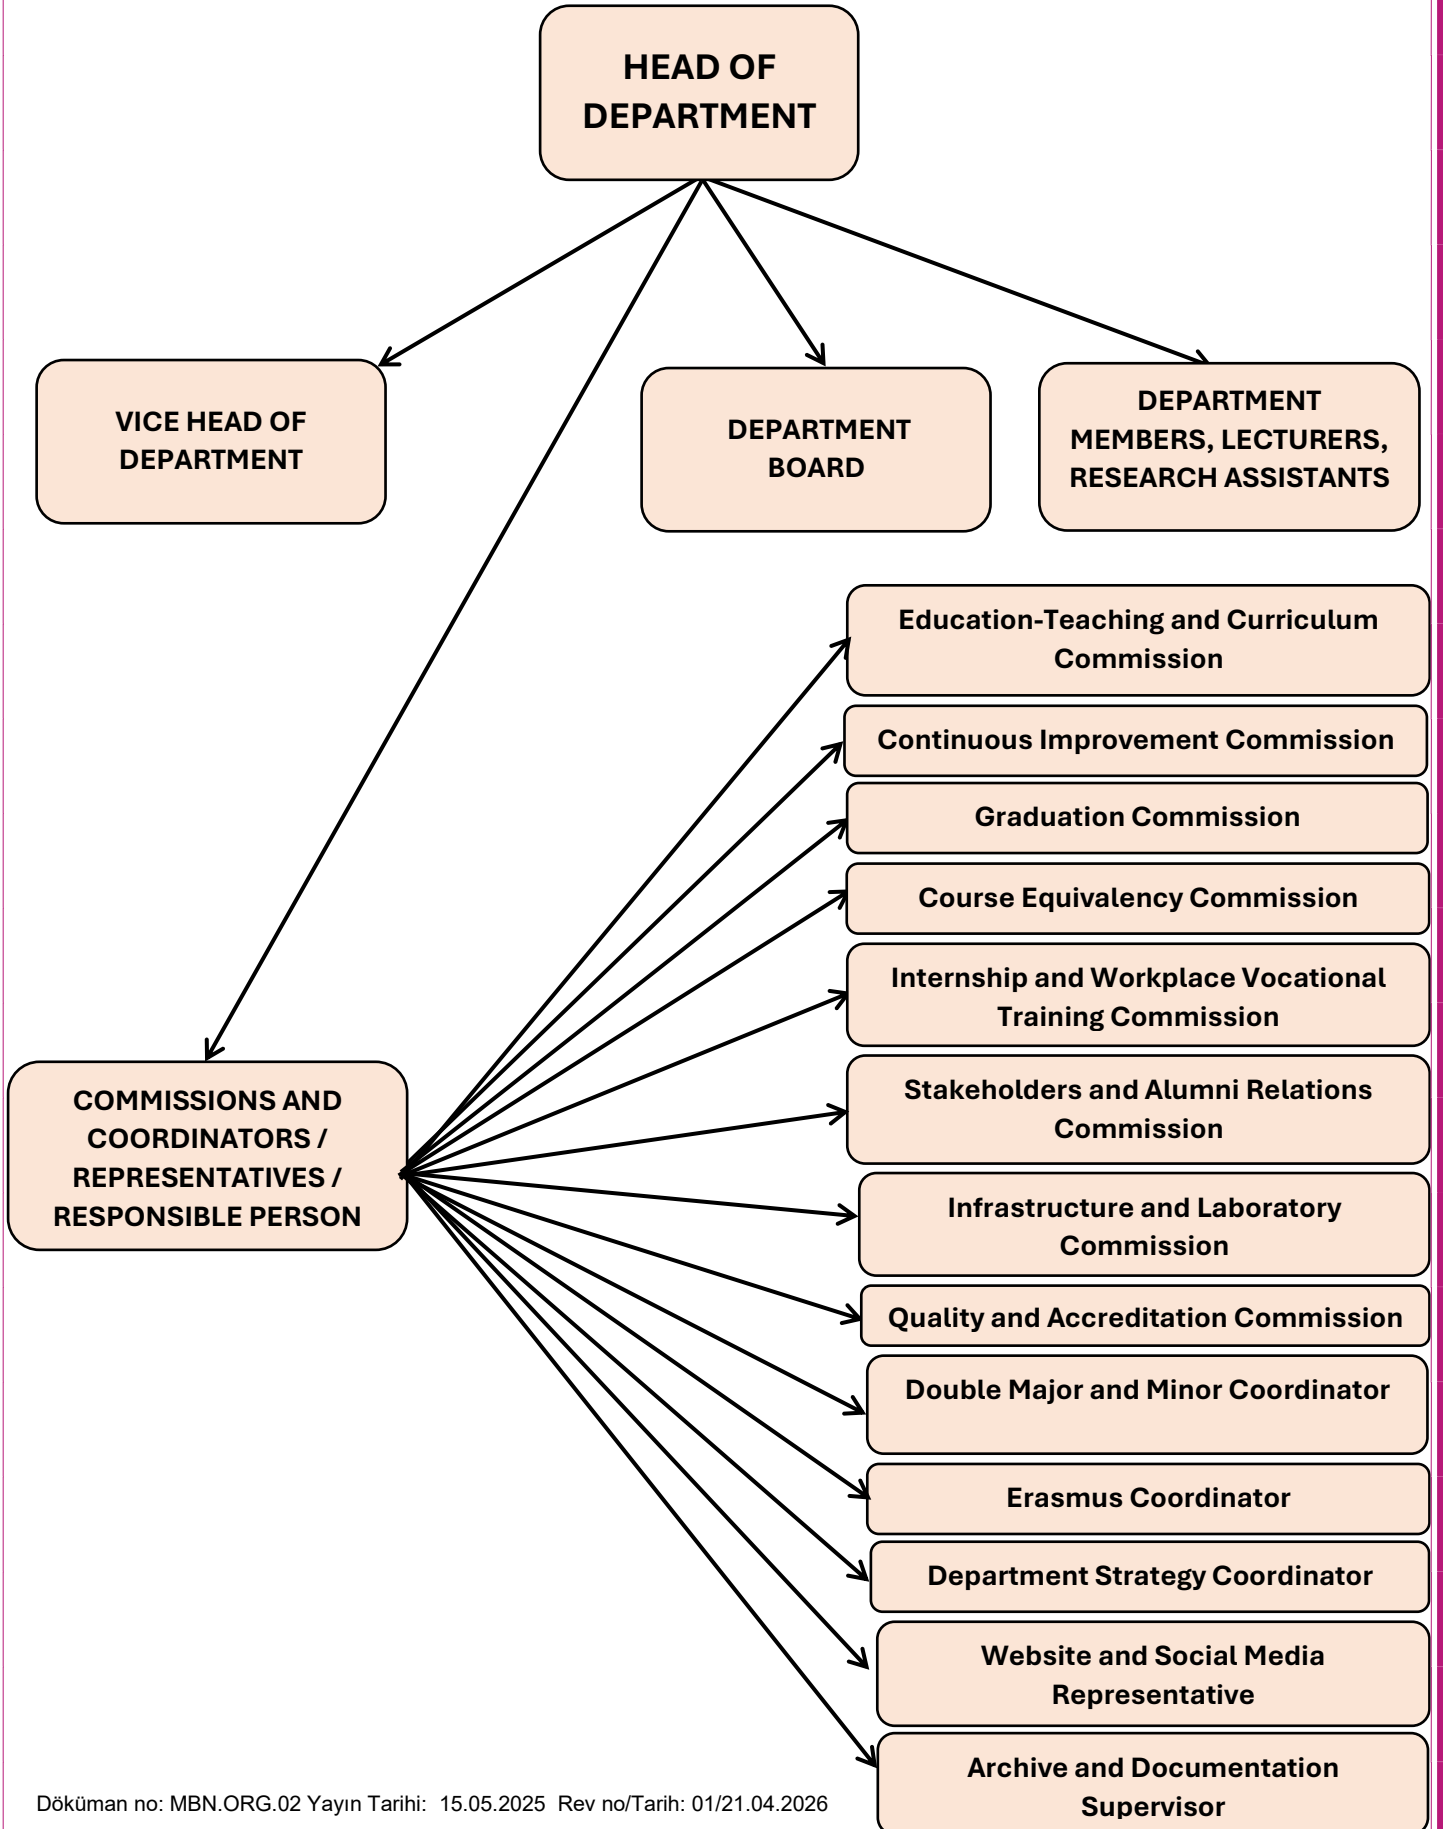 HEAD OF
DEPARTMENT
VICE HEAD OF
DEPARTMENT
DEPARTMENT
BOARD
DEPARTMENT
MEMBERS, LECTURERS,
RESEARCH ASSISTANTS
COMMISSIONS AND
COORDINATORS /
REPRESENTATIVES /
RESPONSIBLE PERSON
Education-Teaching and Curriculum
Commission
Continuous Improvement Commission
Graduation Commission
Course Equivalency Commission
Internship and Workplace Vocational
Training Commission
Stakeholders and Alumni Relations
Commission
Infrastructure and Laboratory
Commission
Quality and Accreditation Commission
Double Major and Minor Coordinator
Erasmus Coordinator
Department Strategy Coordinator
Website and Social Media
Representative
Archive and Documentation
Supervisor
Döküman no: MBN.ORG.02 Yayın Tarihi: 15.05.2025 Rev no/Tarih: 01/21.04.2026